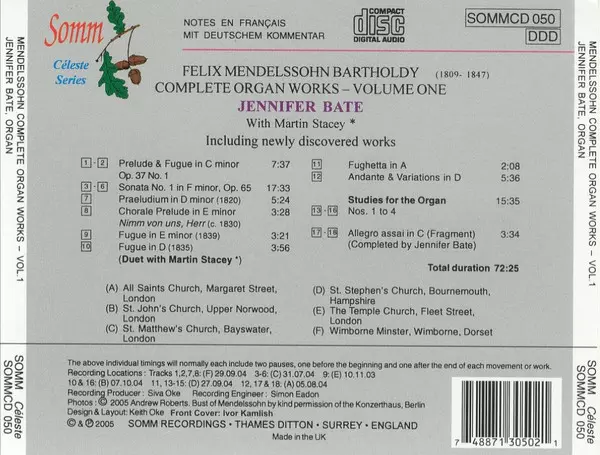 MENDELSSOHN COMPLETE ORGAN WORKS – VOL.1
JENNIFER BATE, ORGAN
SOMM Céleste
SOMMCD 050
Somm
Céleste
Series
NOTES EN FRANÇAIS
MIT DEUTSCHEM KOMMENTAR
COMPACT
disc
DIGITAL AUDIO
SOMMCD 050
DDD
FELIX MENDELSSOHN BARTHOLDY (1809- 1847)
COMPLETE ORGAN WORKS – VOLUME ONE
JENNIFER BATE
With Martin Stacey *
Including newly discovered works
1 - 2 Prelude & Fugue in C minor 7:37
Op. 37 No. 1
3 - 6 Sonata No. 1 in F minor, Op. 65 17:33
7 Praeludium in D minor (1820) 5:24
8 Chorale Prelude in E minor 3:28
Nimm von uns, Herr (c. 1830)
9 Fugue in E minor (1839) 3:21
10 Fugue in D (1835) 3:56
(Duet with Martin Stacey *)
11 Fughetta in A 2:08
12 Andante & Variations in D 5:36
Studies for the Organ 15:35
13 - 16 Nos. 1 to 4
17 - 18 Allegro assai in C (Fragment) 3:34
(Completed by Jennifer Bate)
Total duration 72:25
(A) All Saints Church, Margaret Street,
London
(B) St. John's Church, Upper Norwood,
London
(C) St. Matthew's Church, Bayswater,
London
(D) St. Stephen's Church, Bournemouth,
Hampshire
(E) The Temple Church, Fleet Street,
London
(F) Wimborne Minster, Wimborne, Dorset
The above individual timings will normally each include two pauses, one before the beginning and one after the end of each movement or work.
Recording Locations : Tracks 1,2,7,8: (F) 29.09.04 3-6: (C) 31.07.04 9: (E) 10.11.03
10 & 16: (B) 07.10.04 11, 13-15: (D) 27.09.04 12, 17 & 18: (A) 05.08.04
Recording Producer : Siva Oke Recording Engineer : Simon Eadon
Photos : © 2005 Andrew Roberts. Bust of Mendelssohn by kind permission of the Konzerthaus, Berlin
Design & Layout: Keith Oke Front Cover: Ivor Kamlish
© & ℗ 2005 SOMM RECORDINGS • THAMES DITTON • SURREY • ENGLAND
Made in the UK
7 48871 30502 1
MENDELSSOHN COMPLETE ORGAN WORKS – VOL.1
JENNIFER BATE, ORGAN
SOMM Céleste
SOMMCD 050